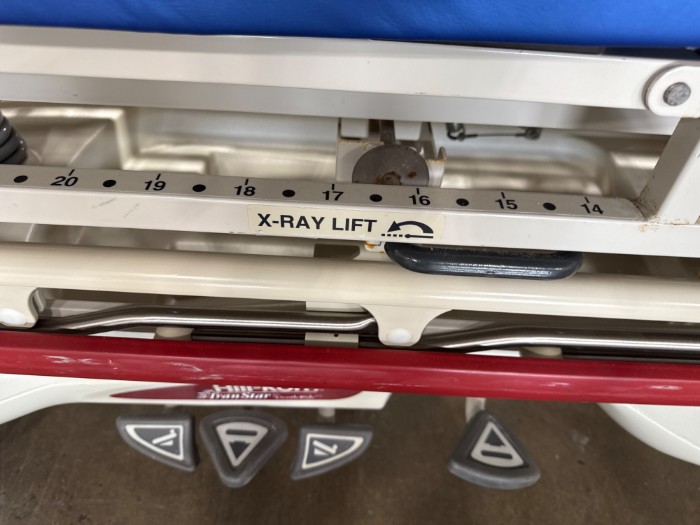 20 19 18 17 16 15 14
X-RAY LIFT
Hill-Rom
TranStar